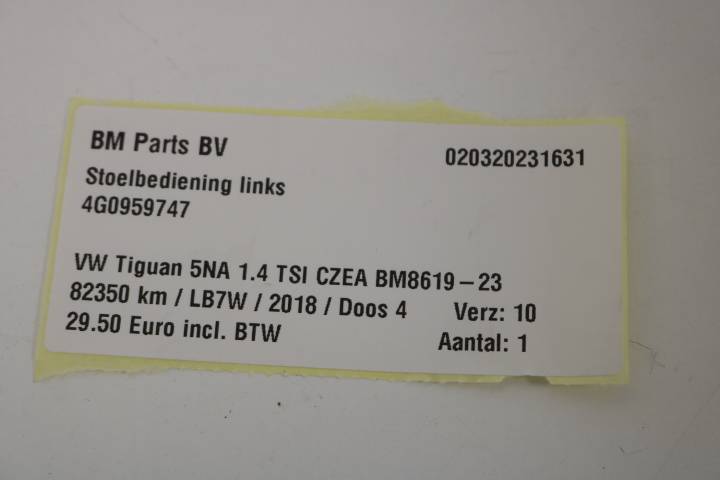 BM Parts BV
020320231631
Stoelbediening links
4G0959747
VW Tiguan 5NA 1.4 TSI CZEA BM8619-23
82350 km / LB7W / 2018 / Doos 4 Verz: 10
29.50 Euro incl. BTW Aantal: 1